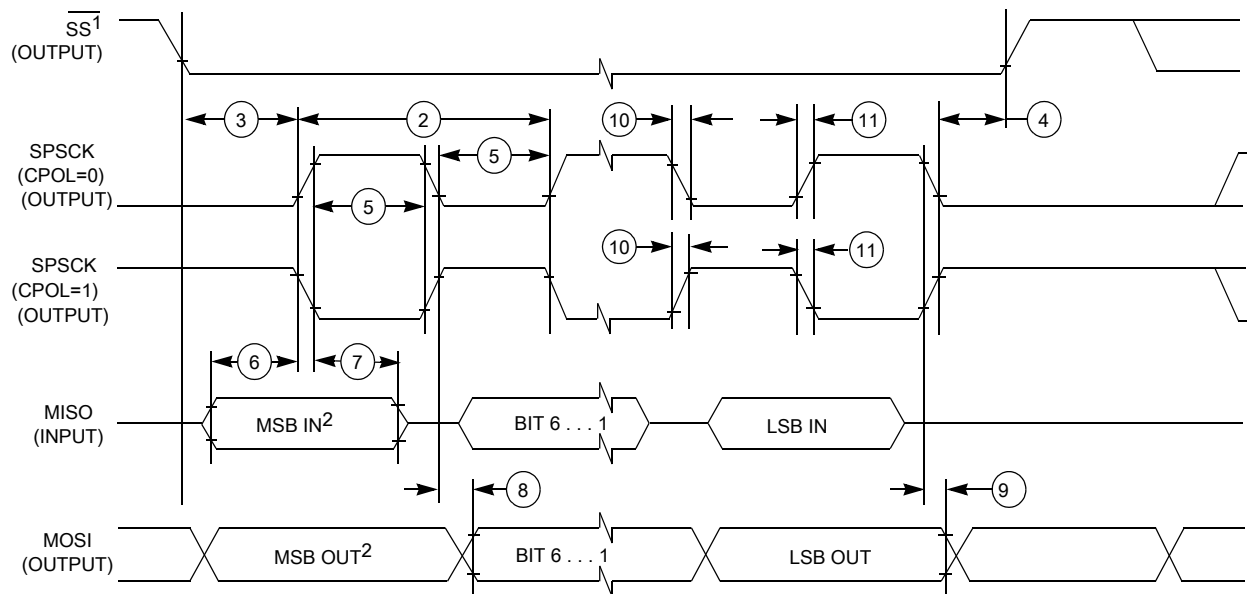 SS1
(OUTPUT)
3
2
10
11
4
SPSCK
(CPOL=0)
(OUTPUT)
5
5
SPSCK
(CPOL=1)
(OUTPUT)
10
11
6
7
MISO
(INPUT)
MSB IN2
BIT 6 . . . 1
LSB IN
8
9
MOSI
(OUTPUT)
MSB OUT2
BIT 6 . . . 1
LSB OUT